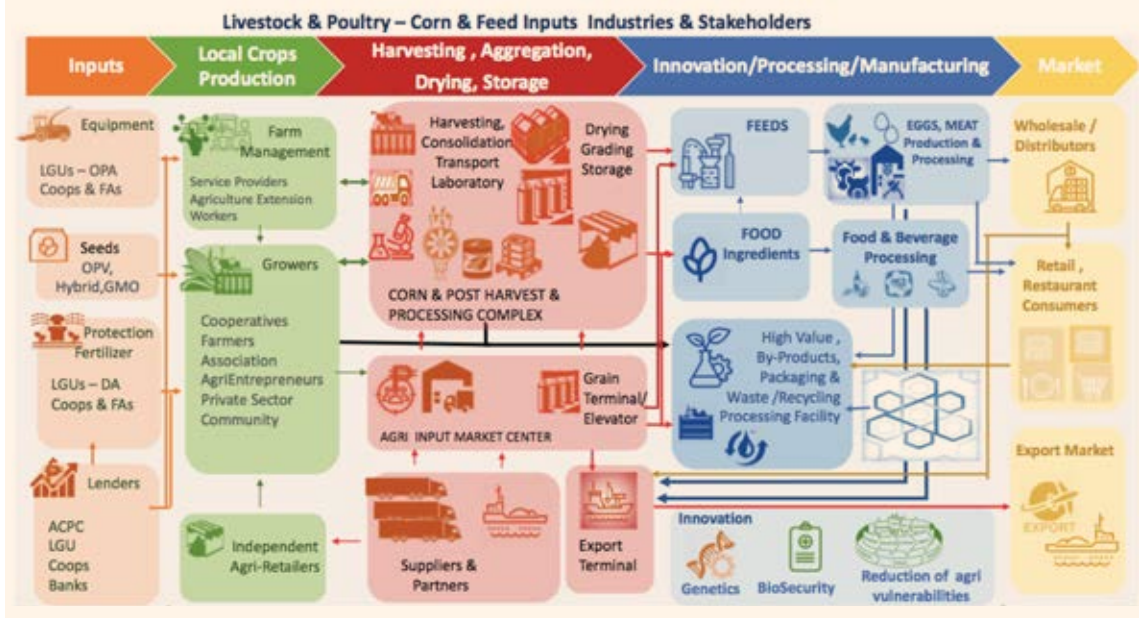 Livestock & Poultry – Corn & Feed Inputs  Industries & Stakeholders
Inputs
Local Crops
Production
Harvesting , Aggregation,
Drying, Storage
Innovation/Processing/Manufacturing
Market
Equipment
LGUs – OPA
Coops & FAs
Seeds
OPV,
Hybrid,GMO
Protection
Fertilizer
LGUs – DA
Coops & FAs
Lenders
ACPC
LGU
Coops
Banks
Farm
Management
Service Providers
Agriculture Extension
Workers
Growers
Cooperatives
Farmers
Association
AgriEntrepreneurs
Private Sector
Community
Independent
Agri-Retailers
Harvesting,
Consolidation
Transport
Laboratory
Drying
Grading
Storage
CORN & POST HARVEST &
PROCESSING COMPLEX
Grain
Terminal/
Elevator
AGRI  INPUT MARKET CENTER
Suppliers &
Partners
Export
Terminal
FEEDS
EGGS, MEAT
Production &
Processing
FOOD
Ingredients
Food & Beverage
Processing
High Value ,
By-Products,
Packaging &
Waste /Recycling
Processing Facility
Innovation
Genetics
BioSecurity
Reduction of agri
vulnerabilities
Wholesale /
Distributors
Retail ,
Restaurant
Consumers
Export Market
EXPORT